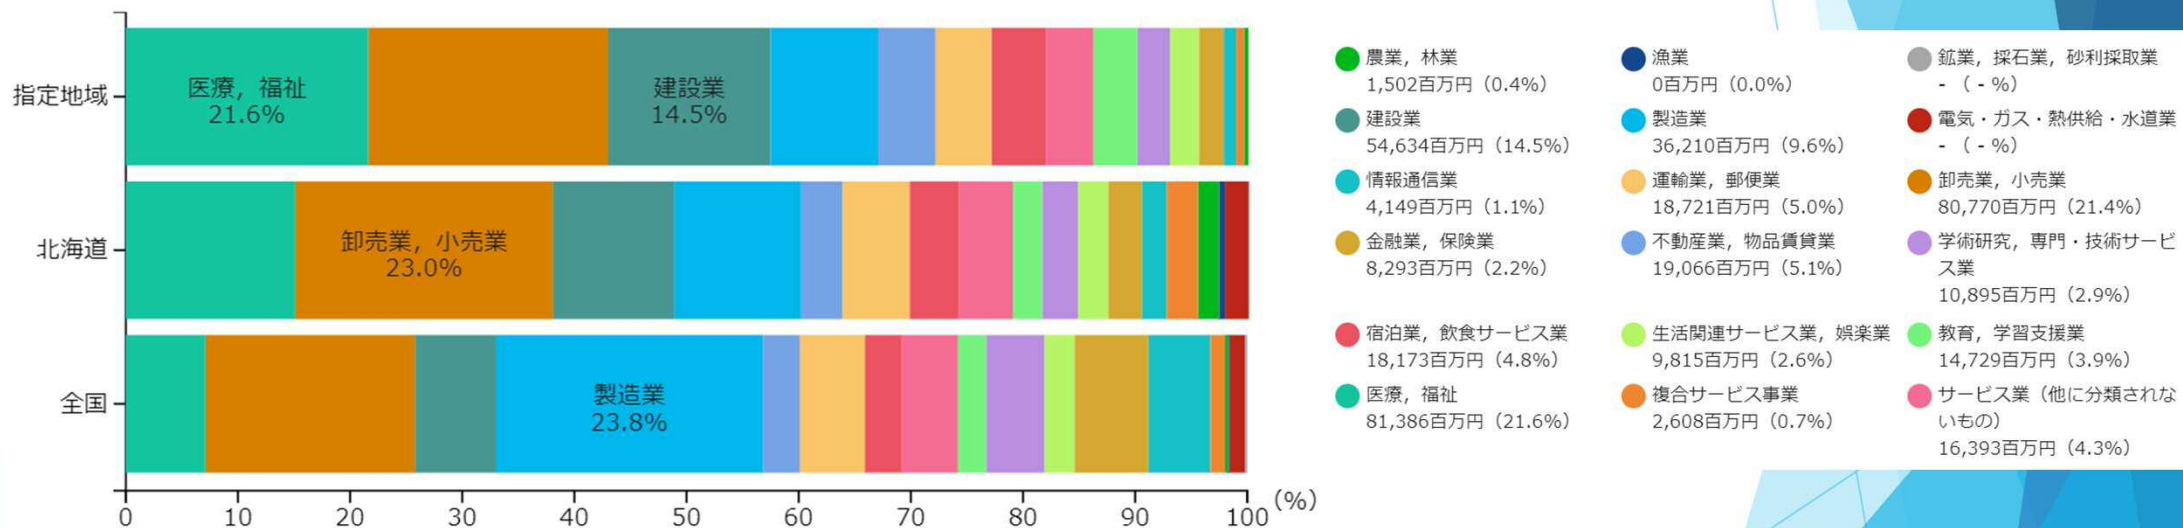 指定地域
医療，福祉
21.6%
建設業
14.5%
北海道
卸売業，小売業
23.0%
全国
製造業
23.8%
0 10 20 30 40 50 60 70 80 90 100 (%)
農業，林業
1,502百万円（0.4%）
漁業
0百万円（0.0%）
鉱業，採石業，砂利採取業
-（ - %）
建設業
54,634百万円（14.5%）
製造業
36,210百万円（9.6%）
電気・ガス・熱供給・水道業
-（ - %）
情報通信業
4,149百万円（1.1%）
運輸業，郵便業
18,721百万円（5.0%）
卸売業，小売業
80,770百万円（21.4%）
金融業，保険業
8,293百万円（2.2%）
不動産業，物品賃貸業
19,066百万円（5.1%）
学術研究，専門・技術サービ
ス業
10,895百万円（2.9%）
宿泊業，飲食サービス業
18,173百万円（4.8%）
生活関連サービス業，娯楽業
9,815百万円（2.6%）
教育，学習支援業
14,729百万円（3.9%）
医療，福祉
81,386百万円（21.6%）
複合サービス事業
2,608百万円（0.7%）
サービス業（他に分類されな
いもの）
16,393百万円（4.3%）